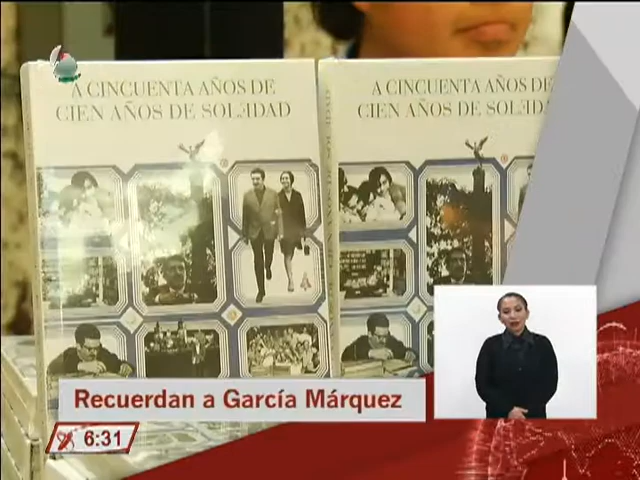 A CINCUENTA AÑOS DE
CIEN AÑOS DE SOLEDAD
A CINCUENTA AÑOS DE
CIEN AÑOS DE SOLEDAD
Recuerdan a García Márquez
6:31